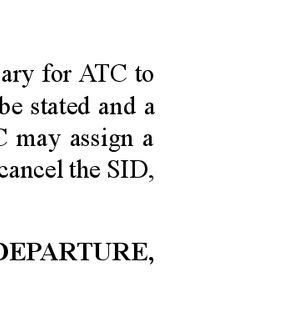 ary for ATC to
be stated and a
C may assign a
cancel the SID,
DEPARTURE,